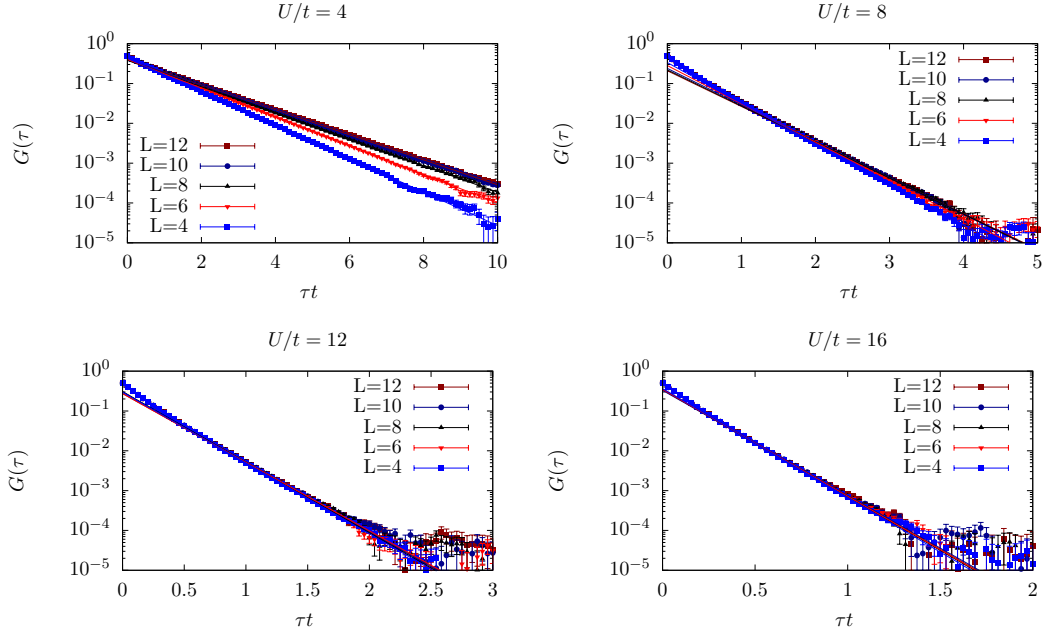 U/t = 4
10^0
10^-1
10^-2
10^-3
10^-4
10^-5
G(τ)
L=12
L=10
L=8
L=6
L=4
0 2 4 6 8 10
τt
U/t = 8
10^0
10^-1
10^-2
10^-3
10^-4
10^-5
G(τ)
L=12
L=10
L=8
L=6
L=4
0 1 2 3 4 5
τt
U/t = 12
10^0
10^-1
10^-2
10^-3
10^-4
10^-5
G(τ)
L=12
L=10
L=8
L=6
L=4
0 0.5 1 1.5 2 2.5 3
τt
U/t = 16
10^0
10^-1
10^-2
10^-3
10^-4
10^-5
G(τ)
L=12
L=10
L=8
L=6
L=4
0 0.5 1 1.5 2
τt